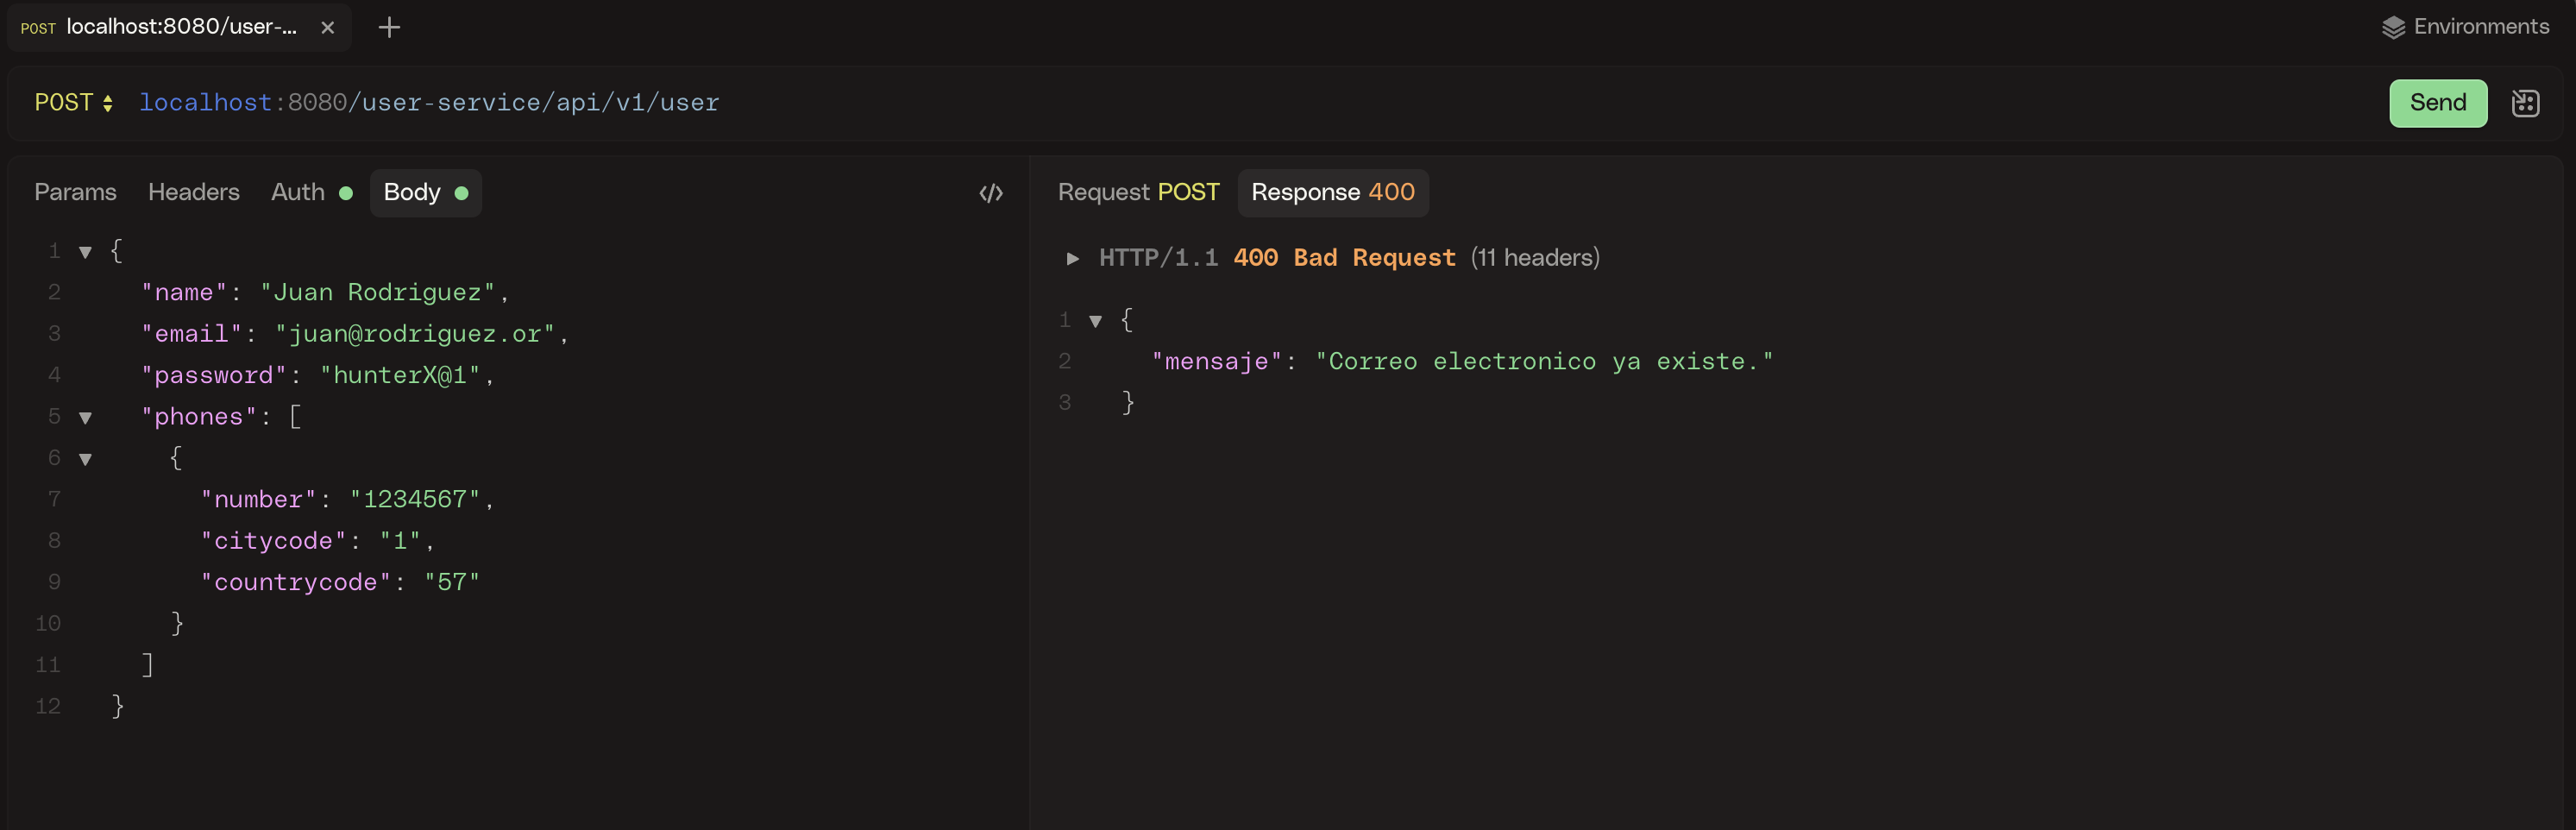 POST localhost:8080/user-...
Environments
POST localhost:8080/user-service/api/v1/user
Send
Params Headers Auth Body
Request POST Response 400
1 {
2 "name": "Juan Rodriguez",
3 "email": "juan@rodriguez.or",
4 "password": "hunterX@1",
5 "phones": [
6 {
7 "number": "1234567",
8 "citycode": "1",
9 "countrycode": "57"
10 }
11 ]
12 }
HTTP/1.1 400 Bad Request (11 headers)
1 {
2 "mensaje": "Correo electronico ya existe."
3 }